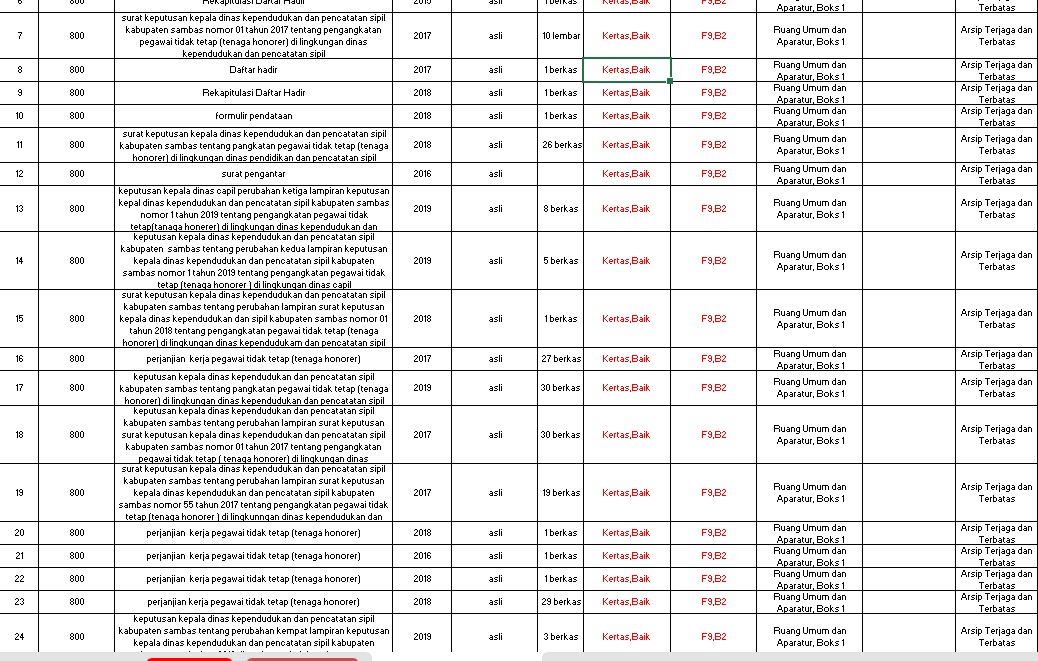 6 800 Rekapitulasi Daftar Hadir 2015 asli 1 berkas Kertas,Baik F9,B2
Aparatur, Boks 1 Terbatas
7 800 surat keputusan kepala dinas kependudukan dan pencatatan sipil
kabupaten sambas nomor 01 tahun 2017 tentang pengangkatan
pegawai tidak tetap (tenaga honorer) di lingkungan dinas
kependudukan dan pencatatan sipil
2017 asli 10 lembar Kertas,Baik F9,B2 Ruang Umum dan
Aparatur, Boks 1
Arsip Terjaga dan
Terbatas
8 800 Daftar hadir 2017 asli 1 berkas Kertas,Baik F9,B2 Ruang Umum dan
Aparatur, Boks 1
Arsip Terjaga dan
Terbatas
9 800 Rekapitulasi Daftar Hadir 2018 asli 1 berkas Kertas,Baik F9,B2 Ruang Umum dan
Aparatur, Boks 1
Arsip Terjaga dan
Terbatas
10 800 formulir pendataan 2018 asli 1 berkas Kertas,Baik F9,B2 Ruang Umum dan
Aparatur, Boks 1
Arsip Terjaga dan
Terbatas
11 800 surat keputusan kepala dinas kependudukan dan pencatatan sipil
kabupaten sambas tentang pangkatan pegawai tidak tetap (tenaga
honorer) di lingkungan dinas pendidikan dan pencatatan sipil
2018 asli 26 berkas Kertas,Baik F9,B2 Ruang Umum dan
Aparatur, Boks 1
Arsip Terjaga dan
Terbatas
12 800 surat pengantar 2016 asli Kertas,Baik F9,B2 Ruang Umum dan
Aparatur, Boks 1
Arsip Terjaga dan
Terbatas
13 800 keputusan kepala dinas capil perubahan ketiga lampiran keputusan
kepal dinas kependudukan dan pencatatan sipil kabupaten sambas
nomor 1 tahun 2019 tentang pengangkatan pegawai tidak
tetap(tanaga honerer) di lingkungan dinas kependudukan dan
2019 asli 8 berkas Kertas,Baik F9,B2 Ruang Umum dan
Aparatur, Boks 1
Arsip Terjaga dan
Terbatas
14 800 keputusan kepala dinas kependudukan dan pencatatan sipil
kabupaten sambas tentang perubahan kedua lampiran keputusan
kepala dinas kependudukan dan pencatatan sipil kabupaten
sambas nomor 1 tahun 2019 tentang pengangkatan pegawai tidak
tetap (tenaga honorer ) di lingkungan dinas capil
2019 asli 5 berkas Kertas,Baik F9,B2 Ruang Umum dan
Aparatur, Boks 1
Arsip Terjaga dan
Terbatas
15 800 surat keputusan kepala dinas kependudukan dan pencatatan sipil
kabupaten sambas tentang perubahan lampiran surat keputusan
kepala dinas kependudukan dan sipil kabupaten sambas nomor 01
tahun 2018 tentang pengangkatan pegawai tidak tetap (tenaga
honorer) di lingkungan dinas kependudukam dan pencatatan sipil
2018 asli 1 berkas Kertas,Baik F9,B2 Ruang Umum dan
Aparatur, Boks 1
Arsip Terjaga dan
Terbatas
16 800 perjanjian kerja pegawai tidak tetap (tenaga honorer) 2017 asli 27 berkas Kertas,Baik F9,B2 Ruang Umum dan
Aparatur, Boks 1
Arsip Terjaga dan
Terbatas
17 800 keputusan kepala dinas kependudukan dan pencatatan sipil
kabupaten sambas tentang pangkatan pegawai tidak tetap (tenaga
honorer) di lingkungan dinas kependudukan dan pencatatan sipil
2019 asli 30 berkas Kertas,Baik F9,B2 Ruang Umum dan
Aparatur, Boks 1
Arsip Terjaga dan
Terbatas
18 800 keputusan kepala dinas kependudukan dan pencatatan sipil
kabupaten sambas tentang perubahan lampiran surat keputusan
surat keputusan kepala dinas kependudukan dan pencatatan sipil
kabupaten sambas nomor 01 tahun 2017 tentang pengangkatan
pegawai tidak tetap ( tenaga honorer) di lingkungan dinas
2017 asli 30 berkas Kertas,Baik F9,B2 Ruang Umum dan
Aparatur, Boks 1
Arsip Terjaga dan
Terbatas
19 800 surat keputusan kepala dinas kependudukan dan pencatatan sipil
kabupaten sambas tentang perubahan lampiran surat keputusan
kepala dinas kependudukan dan pencatatan sipil kabupaten
sambas nomor 55 tahun 2017 tentang pengangkatan pegawai tidak
tetap (tenaga honorer ) di lingkunngan dinas kependudukan dan
2017 asli 19 berkas Kertas,Baik F9,B2 Ruang Umum dan
Aparatur, Boks 1
Arsip Terjaga dan
Terbatas
20 800 perjanjian kerja pegawai tidak tetap (tenaga honorer) 2018 asli 1 berkas Kertas,Baik F9,B2 Ruang Umum dan
Aparatur, Boks 1
Arsip Terjaga dan
Terbatas
21 800 perjanjian kerja pegawai tidak tetap (tenaga honorer) 2016 asli 1 berkas Kertas,Baik F9,B2 Ruang Umum dan
Aparatur, Boks 1
Arsip Terjaga dan
Terbatas
22 800 perjanjian kerja pegawai tidak tetap (tenaga honorer) 2018 asli 1 berkas Kertas,Baik F9,B2 Ruang Umum dan
Aparatur, Boks 1
Arsip Terjaga dan
Terbatas
23 800 perjanjian kerja pegawai tidak tetap (tenaga honorer) 2018 asli 29 berkas Kertas,Baik F9,B2 Ruang Umum dan
Aparatur, Boks 1
Arsip Terjaga dan
Terbatas
24 800 keputusan kepala dinas kependudukan dan pencatatan sipil
kabupaten sambas tentang perubahan kempat lampiran keputusan
kepala dinas kependudukan dan pencatatan sipil kabupaten
2019 asli 3 berkas Kertas,Baik F9,B2 Ruang Umum dan
Aparatur, Boks 1
Arsip Terjaga dan
Terbatas